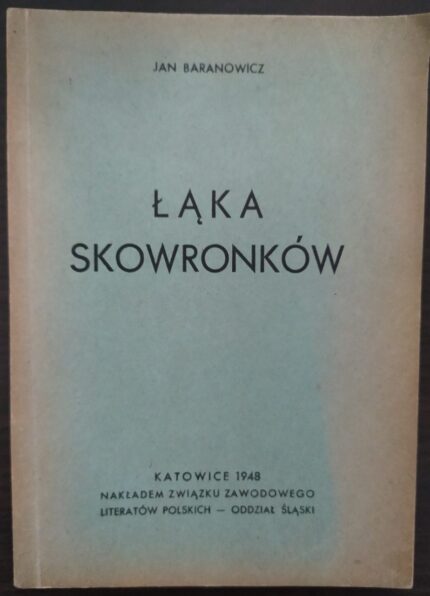 JAN BARANOWICZ
ŁĄKA
SKOWRONKÓW
KATOWICE 1948
NAKŁADEM ZWIĄZKU ZAWODOWEGO
LITERATÓW POLSKICH — ODDZIAŁ ŚLĄSKI